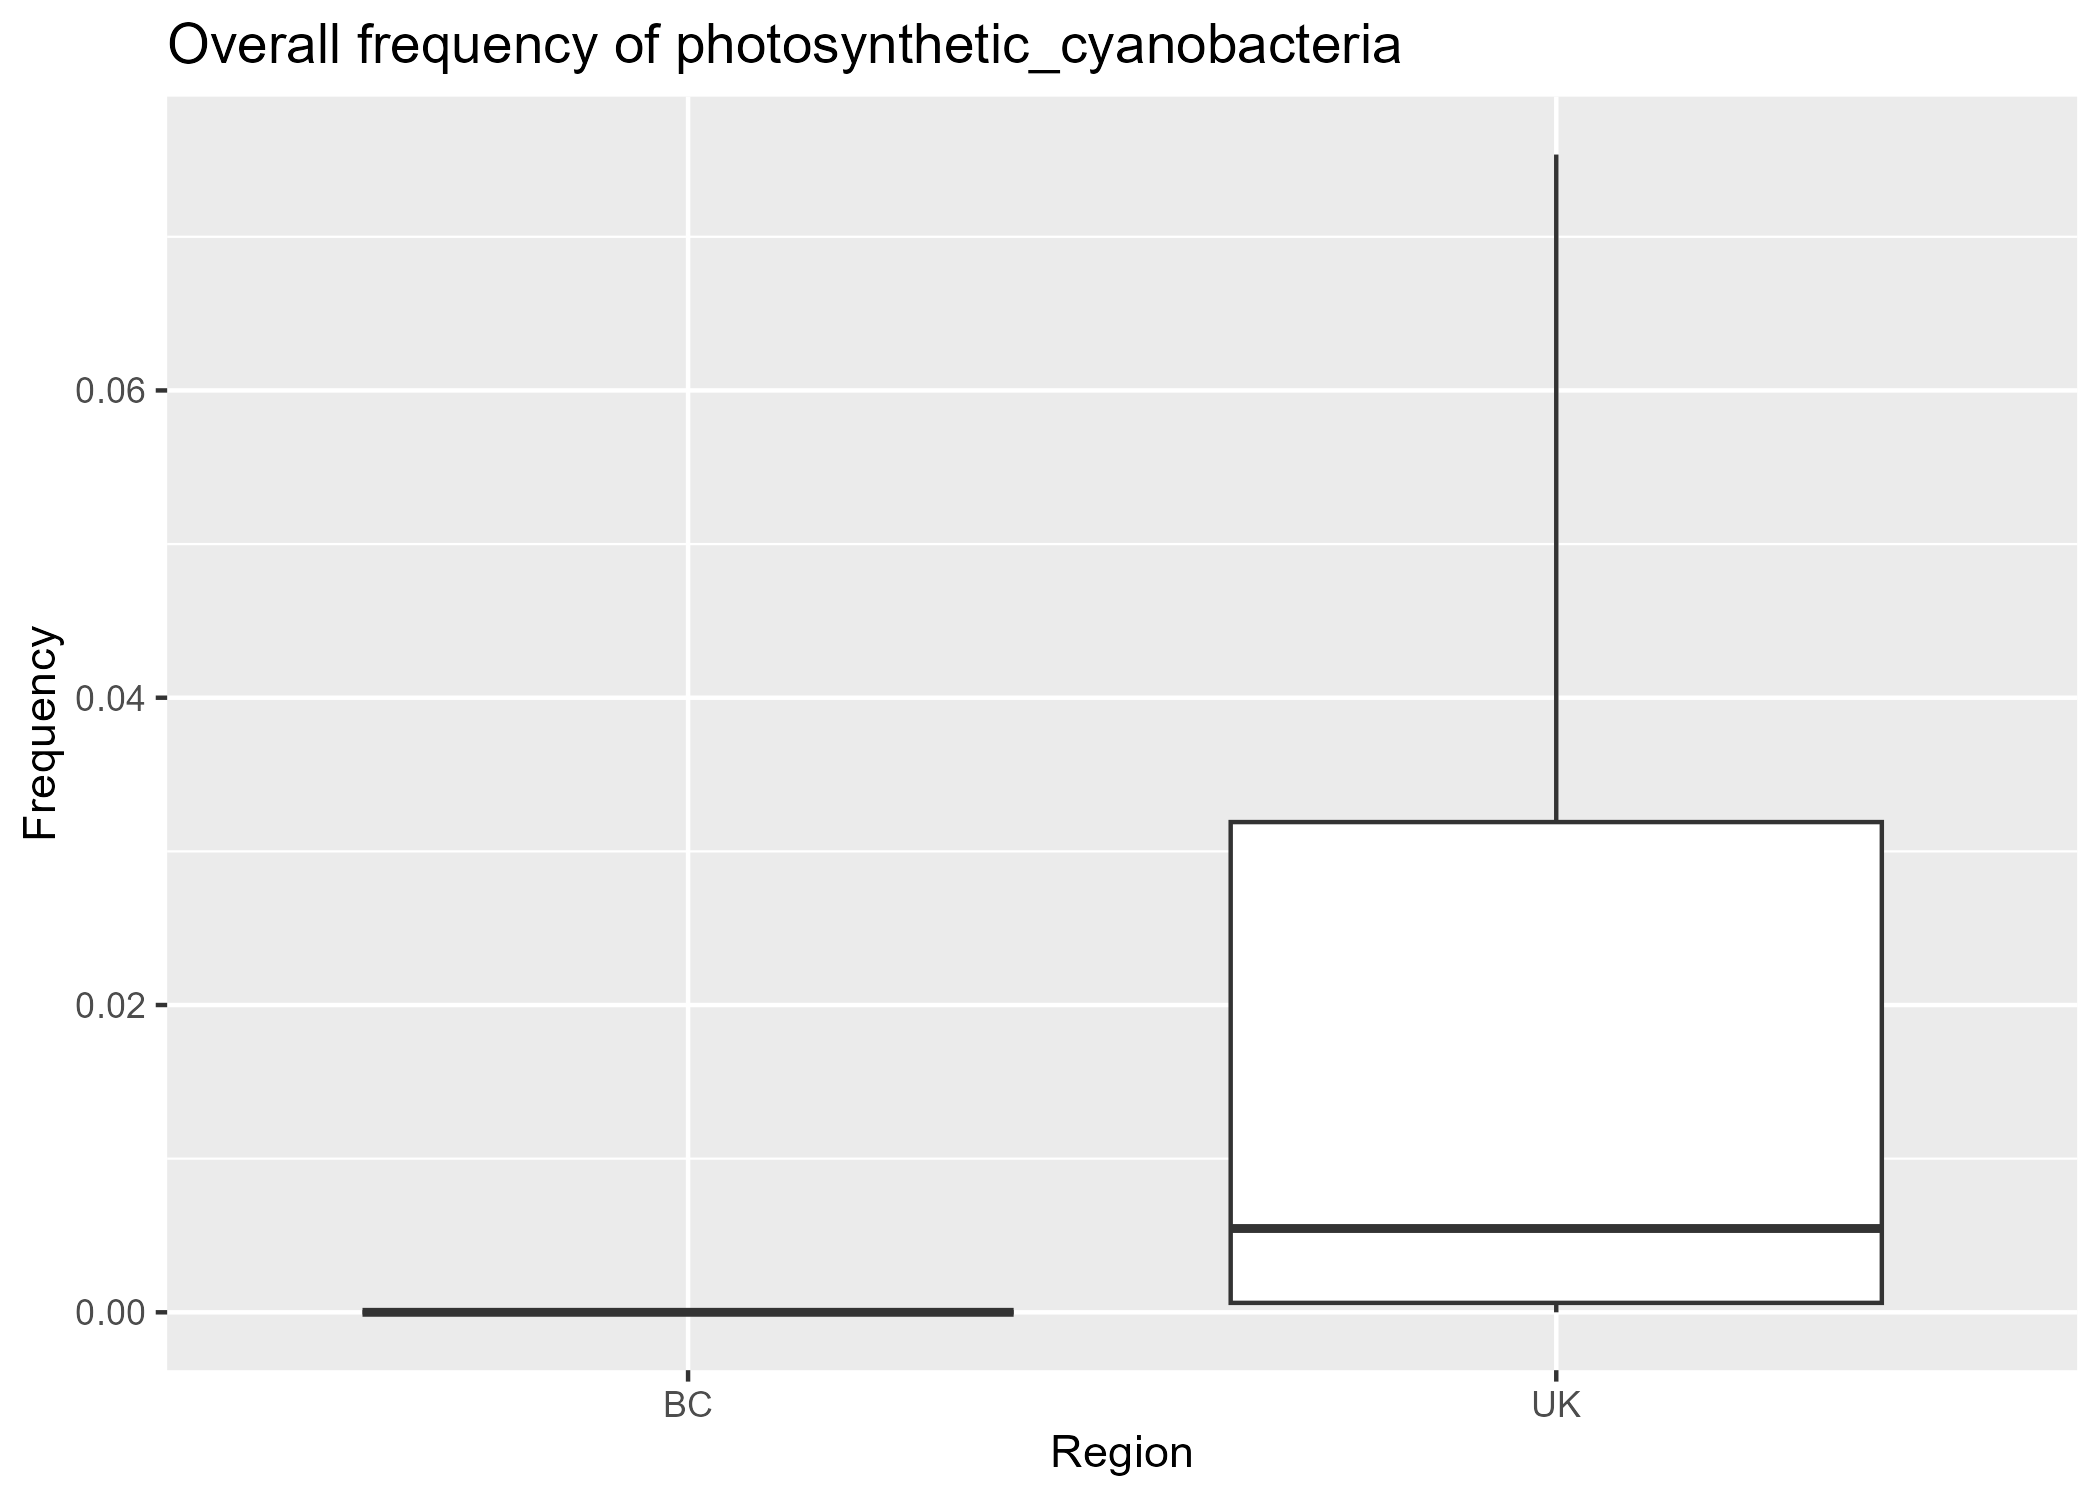 Overall frequency of photosynthetic_cyanobacteria
Frequency
0.06
0.04
0.02
0.00
BC
UK
Region